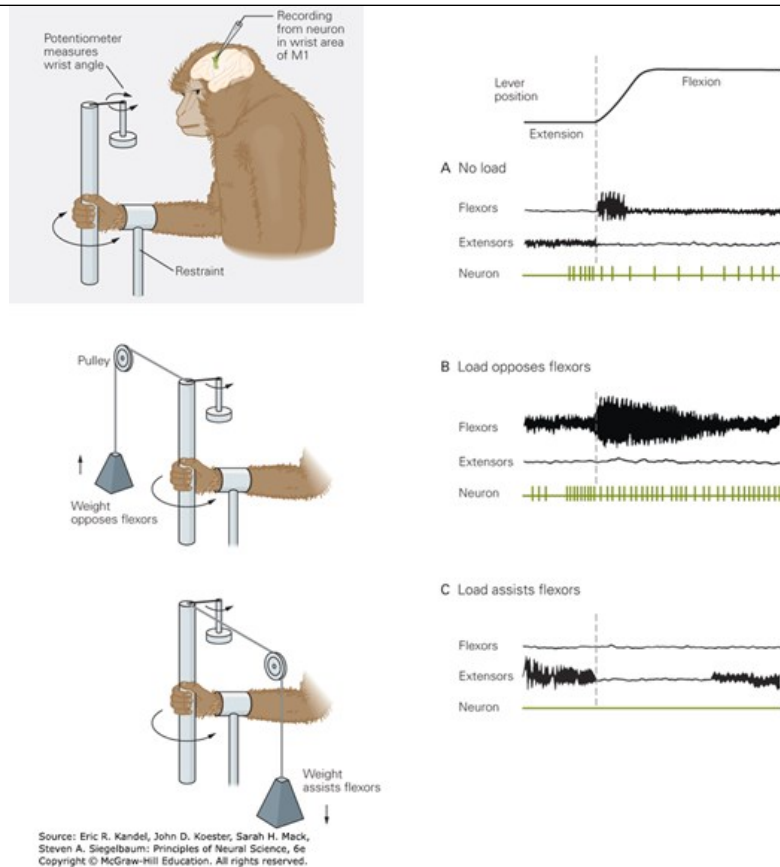 Potentiometer
measures
wrist angle
Recording
from neuron
in wrist area
of M1
Restraint
Lever
position
Extension
Flexion
A No load
Flexors
Extensors
Neuron
Pulley
Weight
opposes flexors
B Load opposes flexors
Flexors
Extensors
Neuron
Weight
assists flexors
C Load assists flexors
Flexors
Extensors
Neuron
Source: Eric R. Kandel, John D. Koester, Sarah H. Mack,
Steven A. Siegelbaum: Principles of Neural Science, 6e
Copyright © McGraw-Hill Education. All rights reserved.